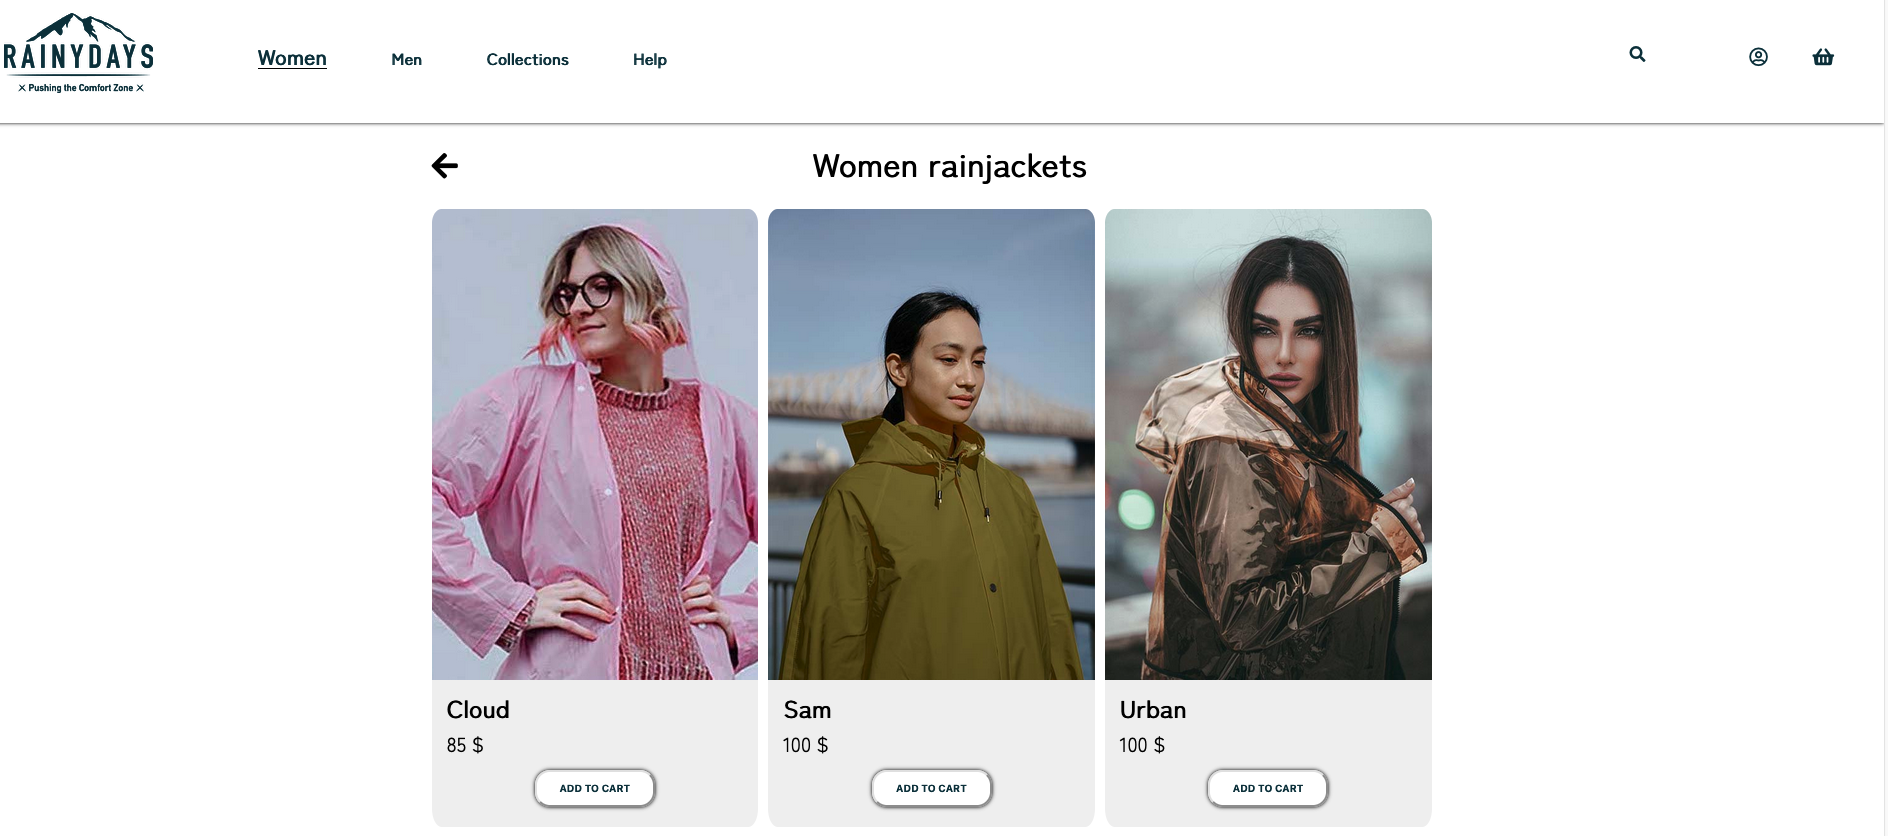 RAINYDAYS
× Pushing the Comfort Zone ×
Women Men Collections Help
Women rainjackets
Cloud
85 $
ADD TO CART
Sam
100 $
ADD TO CART
Urban
100 $
ADD TO CART